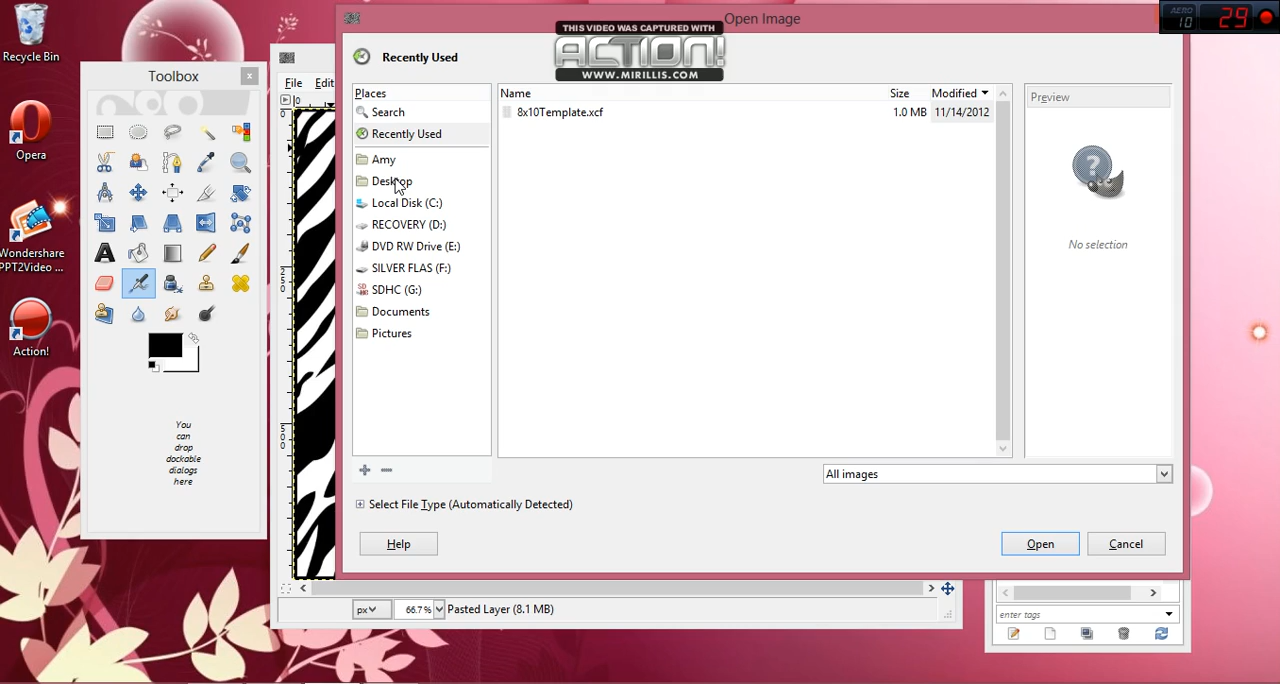 Recycle Bin
Opera
Wondershare
PPT2Video ...
Action!
Toolbox
x
You
can
drop
dockable
dialogs
here
File Edit
0
250
500
px
66.7%
Pasted Layer (8.1 MB)
Open Image
THIS VIDEO WAS CAPTURED WITH
ACTION!
WWW.MIRILLIS.COM
AERO
10
29
Recently Used
Places
Search
Recently Used
Amy
Desktop
Local Disk (C:)
RECOVERY (D:)
DVD RW Drive (E:)
SILVER FLAS (F:)
SDHC (G:)
Documents
Pictures
Name Size Modified
8x10Template.xcf 1.0 MB 11/14/2012
Preview
No selection
All images
Select File Type (Automatically Detected)
Help
Open
Cancel
enter tags